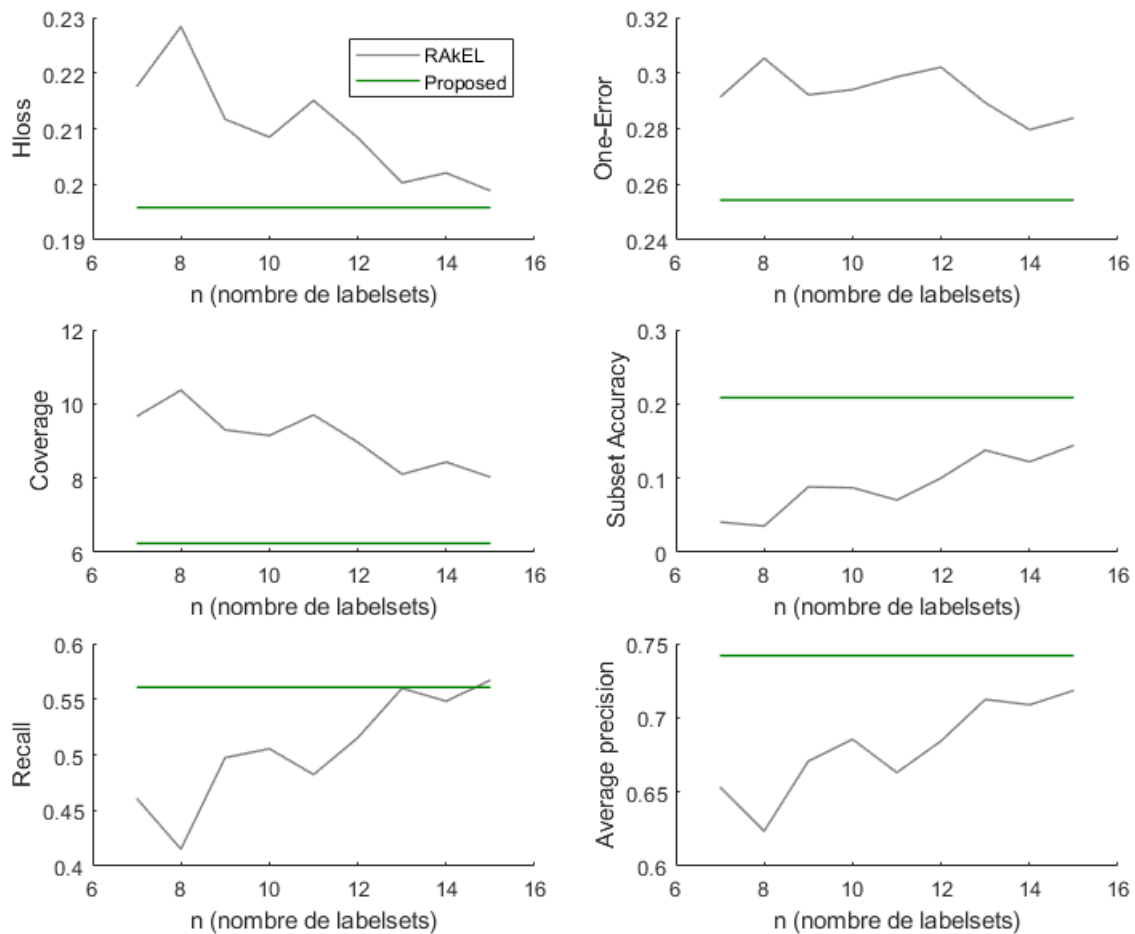 0.23
0.22
0.21
0.2
0.19
Hloss
RAkEL
Proposed
6 8 10 12 14 16
n (nombre de labelsets)
0.32
0.3
0.28
0.26
0.24
One-Error
6 8 10 12 14 16
n (nombre de labelsets)
12
10
8
6
Coverage
6 8 10 12 14 16
n (nombre de labelsets)
0.3
0.2
0.1
0
Subset Accuracy
6 8 10 12 14 16
n (nombre de labelsets)
0.6
0.55
0.5
0.45
0.4
Recall
6 8 10 12 14 16
n (nombre de labelsets)
0.75
0.7
0.65
0.6
Average precision
6 8 10 12 14 16
n (nombre de labelsets)